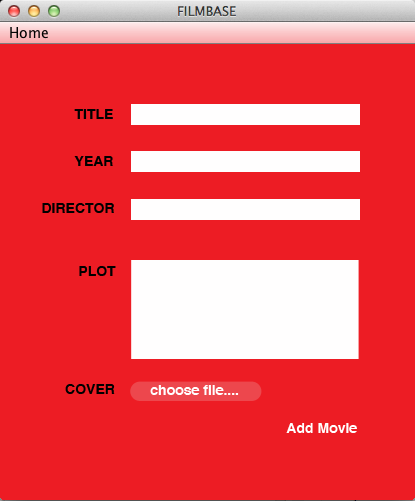 FILMBASE
Home
TITLE
YEAR
DIRECTOR
PLOT
COVER
choose file....
Add Movie